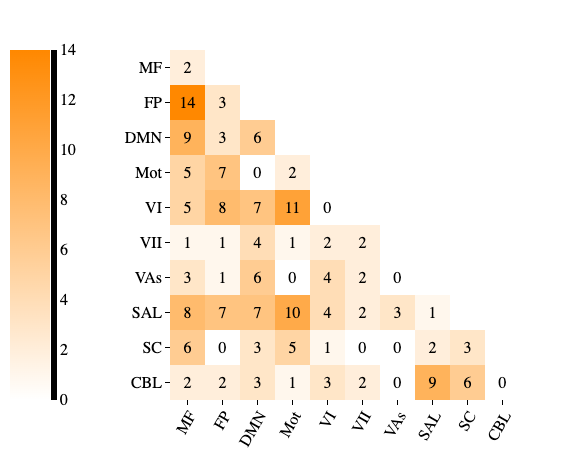 14
12
10
8
6
4
2
0
MF 2
FP 14 3
DMN 9 3 6
Mot 5 7 0 2
VI 5 8 7 11 0
VII 1 1 4 1 2 2
VAs 3 1 6 0 4 2 0
SAL 8 7 7 10 4 2 3 1
SC 6 0 3 5 1 0 0 2 3
CBL 2 2 3 1 3 2 0 9 6 0
MF FP DMN Mot VI VII VAs SAL SC CBL